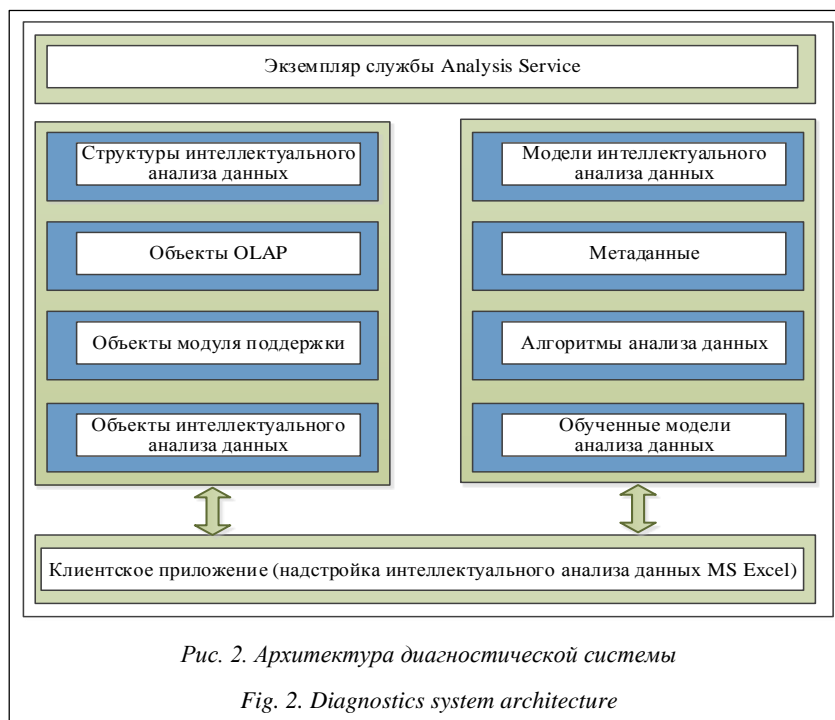 Экземпляр службы Analysis Service
Структуры интеллектуального
анализа данных
Объекты OLAP
Объекты модуля поддержки
Объекты интеллектуального
анализа данных
Модели интеллектуального
анализа данных
Метаданные
Алгоритмы анализа данных
Обученные модели
анализа данных
Клиентское приложение (надстройка интеллектуального анализа данных MS Excel)
Рис. 2. Архитектура диагностической системы
Fig. 2. Diagnostics system architecture